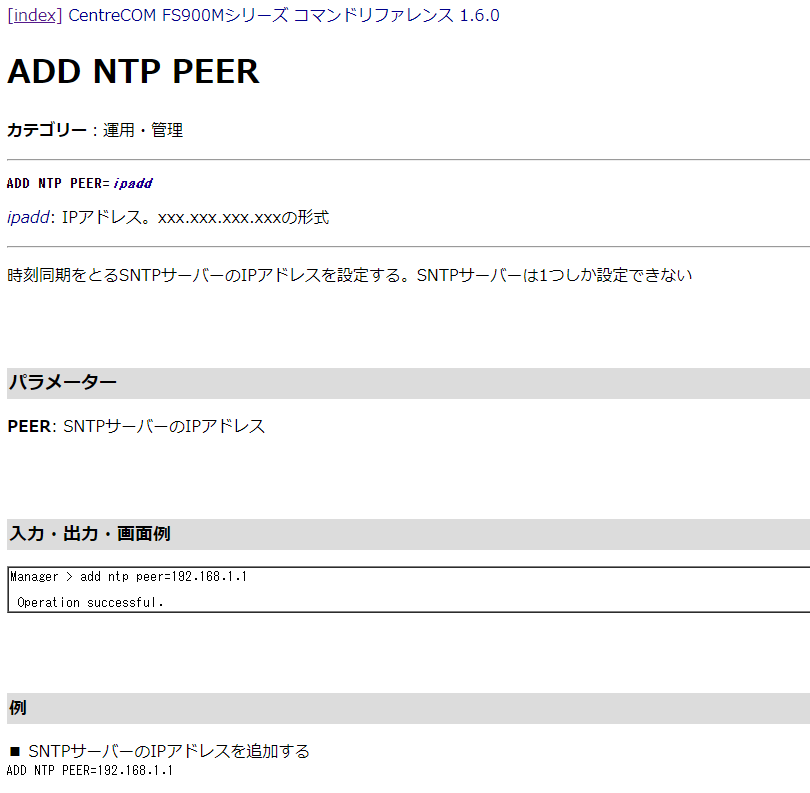 [index] CentreCOM FS900Mシリーズ コマンドリファレンス 1.6.0
ADD NTP PEER
カテゴリー：運用・管理
ADD NTP PEER=ipadd
ipadd: IPアドレス。xxx.xxx.xxx.xxxの形式
時刻同期をとるSNTPサーバーのIPアドレスを設定する。SNTPサーバーは1つしか設定できない
パラメーター
PEER: SNTPサーバーのIPアドレス
入力・出力・画面例
Manager > add ntp peer=192.168.1.1
Operation successful.
例
■ SNTPサーバーのIPアドレスを追加する
ADD NTP PEER=192.168.1.1